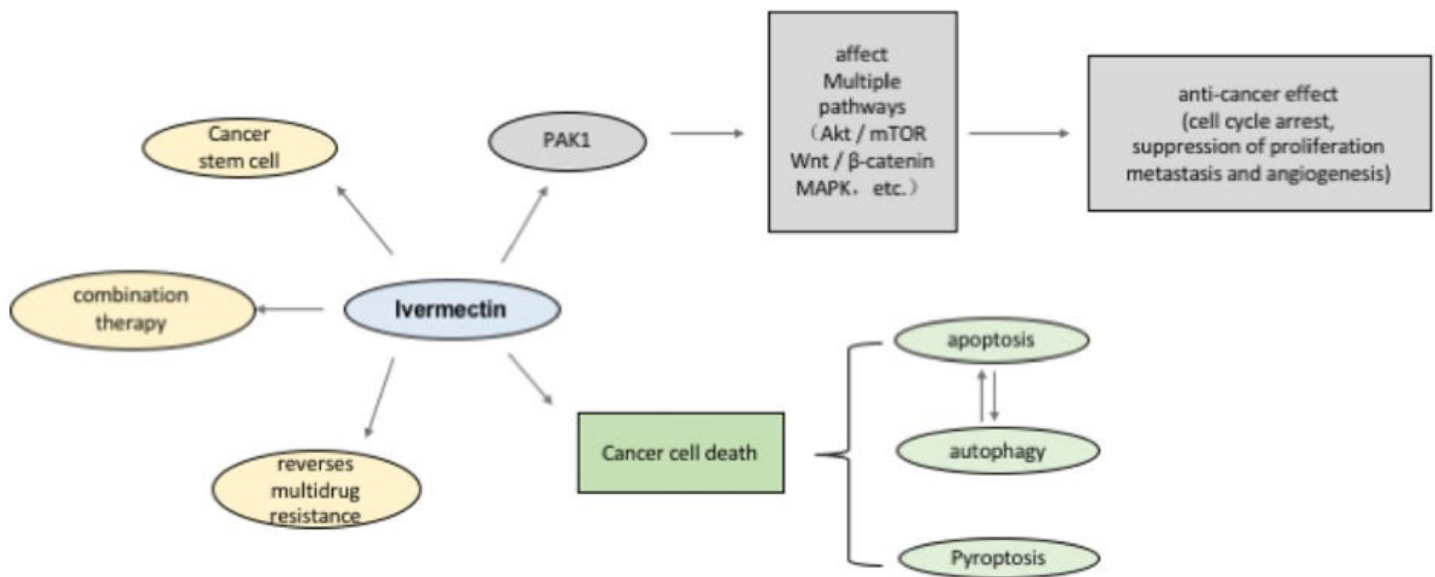 affect
Multiple
pathways
（Akt / mTOR
Wnt / β-catenin
MAPK， etc.）
anti-cancer effect
(cell cycle arrest,
suppression of proliferation
metastasis and angiogenesis)
Cancer
stem cell
PAK1
combination
therapy
Ivermectin
apoptosis
Cancer cell death
autophagy
reverses
multidrug
resistance
Pyroptosis